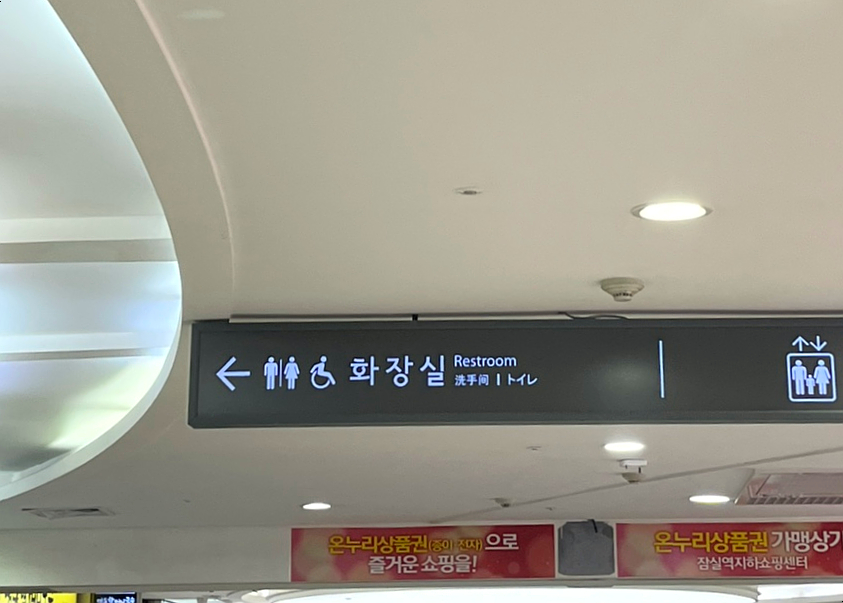 화장실 Restroom
洗手间 | トイレ
온누리상품권(종이 전자)으로
즐거운 쇼핑을!
온누리상품권 가맹상가
잠실역지하쇼핑센터